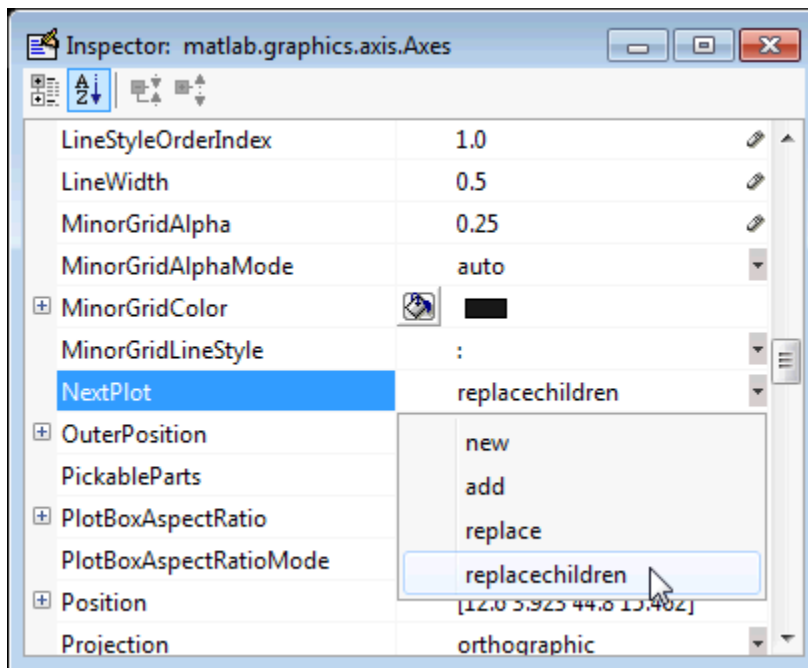 Inspector: matlab.graphics.axis.Axes
LineStyleOrderIndex 1.0
LineWidth 0.5
MinorGridAlpha 0.25
MinorGridAlphaMode auto
MinorGridColor
MinorGridLineStyle :
NextPlot replacechildren
OuterPosition
new
PickableParts
add
PlotBoxAspectRatio
replace
PlotBoxAspectRatioMode
replacechildren
Position
Projection orthographic